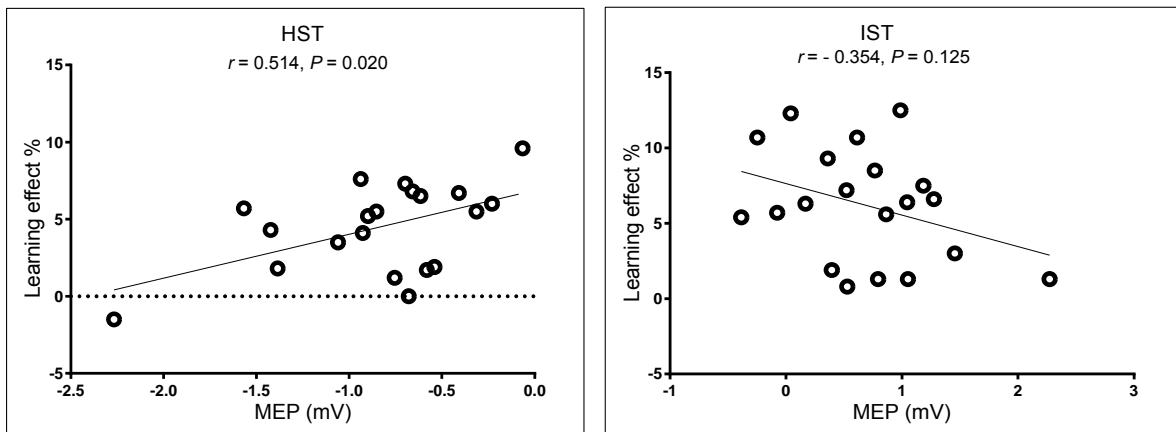 HST
r = 0.514, P = 0.020
15
10
5
0
-5
Learning effect %
-2.5
-2.0
-1.5
-1.0
-0.5
0.0
MEP (mV)
IST
r = - 0.354, P = 0.125
15
10
5
0
-5
Learning effect %
-1
0
1
2
3
MEP (mV)